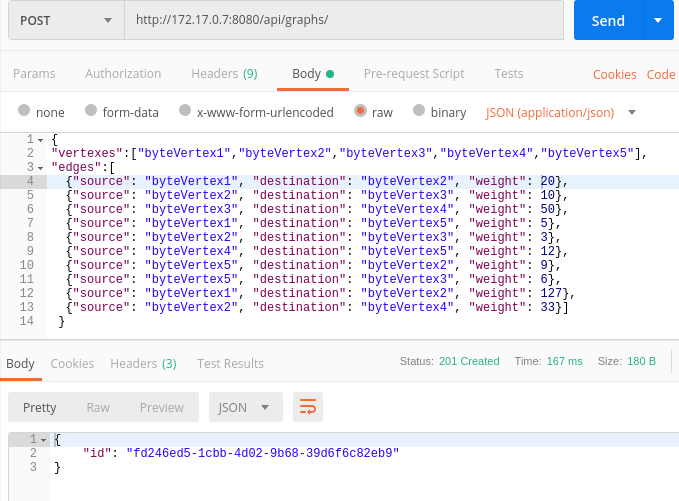 POST http://172.17.0.7:8080/api/graphs/ Send
Params Authorization Headers (9) Body Pre-request Script Tests Cookies Code
none form-data x-www-form-urlencoded raw binary JSON (application/json)
1 {
2 "vertexes":["byteVertex1","byteVertex2","byteVertex3","byteVertex4","byteVertex5"],
3 "edges":[
4 {"source": "byteVertex1", "destination": "byteVertex2", "weight": 20},
5 {"source": "byteVertex2", "destination": "byteVertex3", "weight": 10},
6 {"source": "byteVertex3", "destination": "byteVertex4", "weight": 50},
7 {"source": "byteVertex1", "destination": "byteVertex5", "weight": 5},
8 {"source": "byteVertex2", "destination": "byteVertex3", "weight": 3},
9 {"source": "byteVertex4", "destination": "byteVertex5", "weight": 12},
10 {"source": "byteVertex5", "destination": "byteVertex2", "weight": 9},
11 {"source": "byteVertex5", "destination": "byteVertex3", "weight": 6},
12 {"source": "byteVertex1", "destination": "byteVertex2", "weight": 127},
13 {"source": "byteVertex2", "destination": "byteVertex4", "weight": 33}]
14 }
Body Cookies Headers (3) Test Results Status: 201 Created Time: 167 ms Size: 180 B
Pretty Raw Preview JSON
1 {
2 "id": "fd246ed5-1cbb-4d02-9b68-39d6f6c82eb9"
3 }